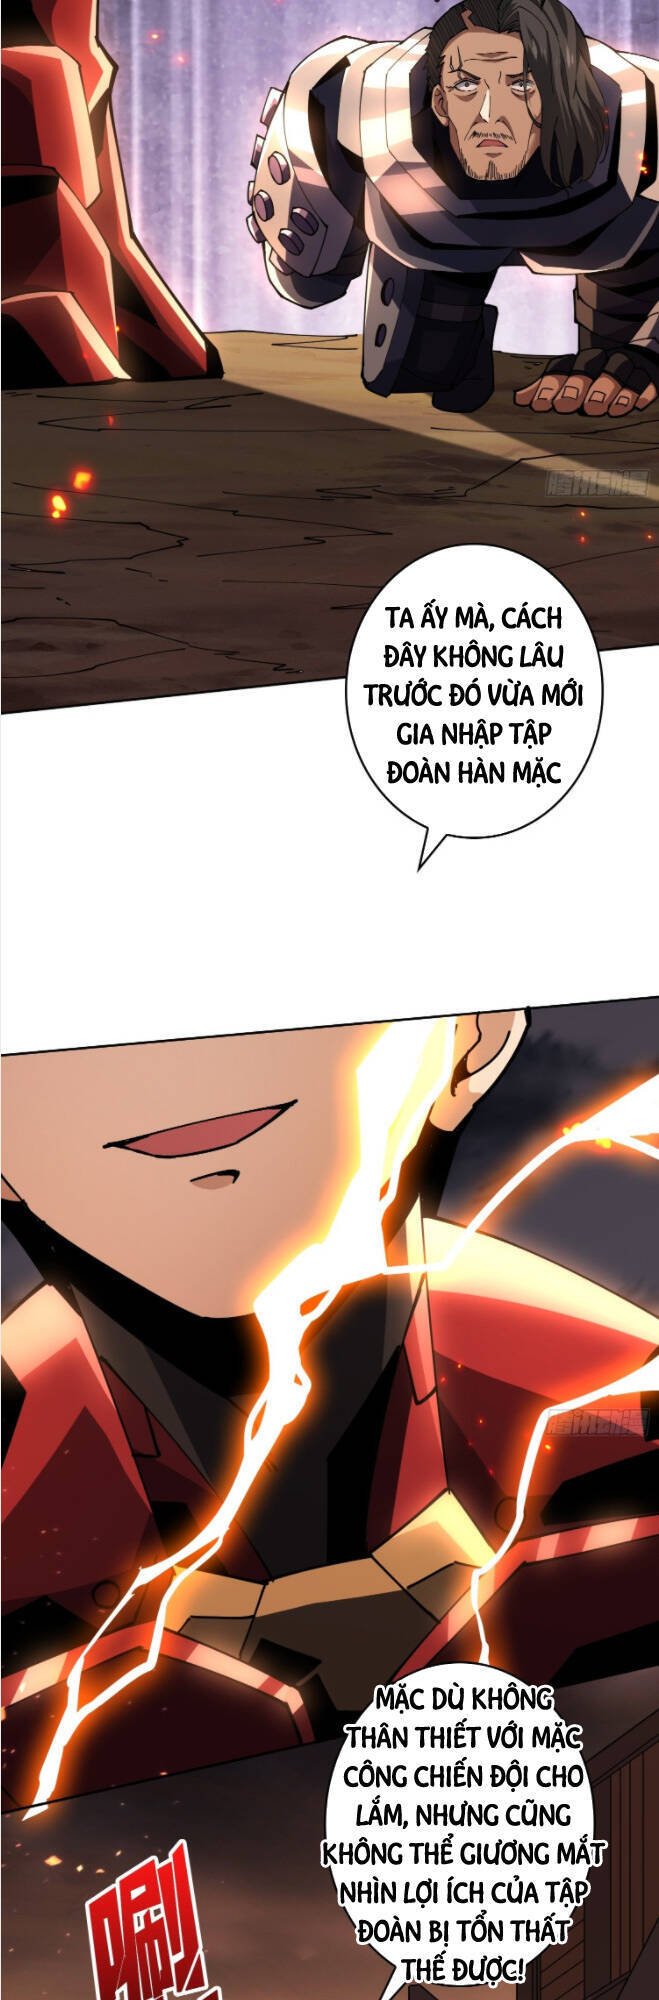 TA ẤY MÀ, CÁCH
ĐÂY KHÔNG LÂU
TRƯỚC ĐÓ VỪA MỚI
GIA NHẬP TẬP
ĐOÀN HÀN MẶC
MẶC DÙ KHÔNG
THÂN THIẾT VỚI MẶC
CÔNG CHIẾN ĐỘI CHO
LẮM, NHƯNG CŨNG
KHÔNG THỂ GIƯƠNG MẮT
NHÌN LỢI ÍCH CỦA TẬP
ĐOÀN BỊ TỔN THẤT
THẾ ĐƯỢC!
唰